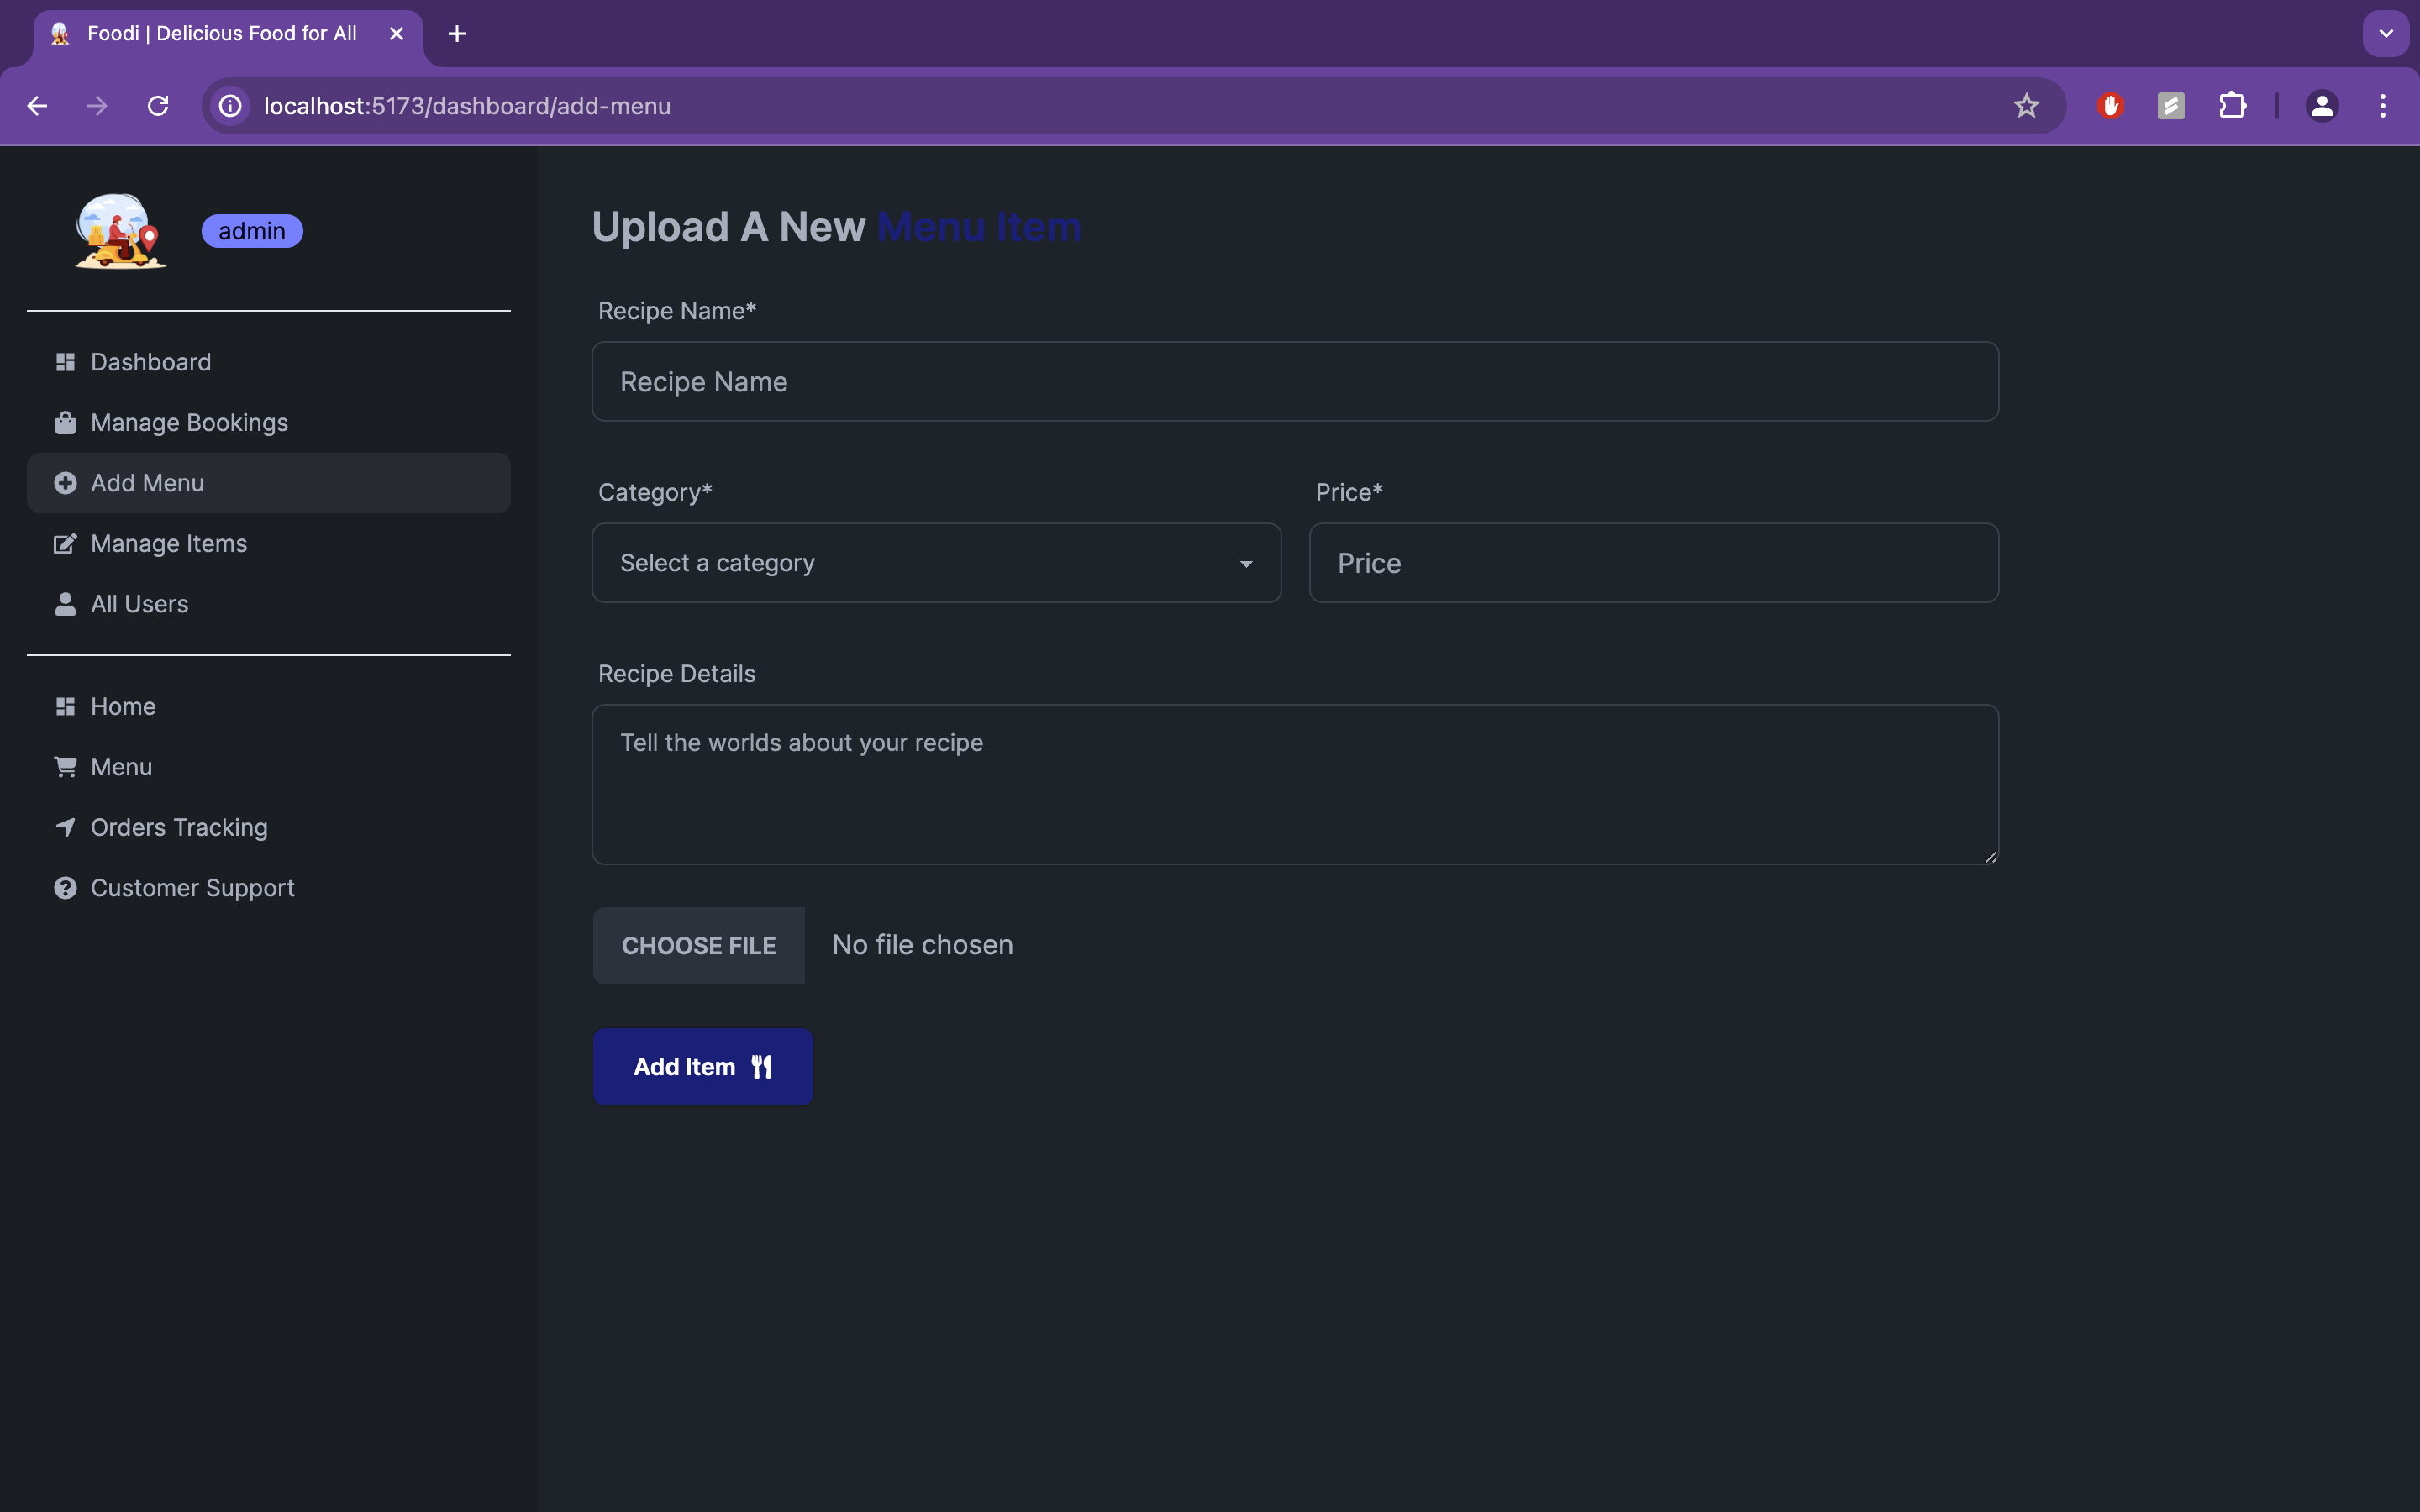 Foodi | Delicious Food for All
localhost:5173/dashboard/add-menu
admin
Dashboard
Manage Bookings
Add Menu
Manage Items
All Users
Home
Menu
Orders Tracking
Customer Support
Upload A New Menu Item
Recipe Name*
Recipe Name
Category* Price*
Select a category Price
Recipe Details
Tell the worlds about your recipe
CHOOSE FILE No file chosen
Add Item